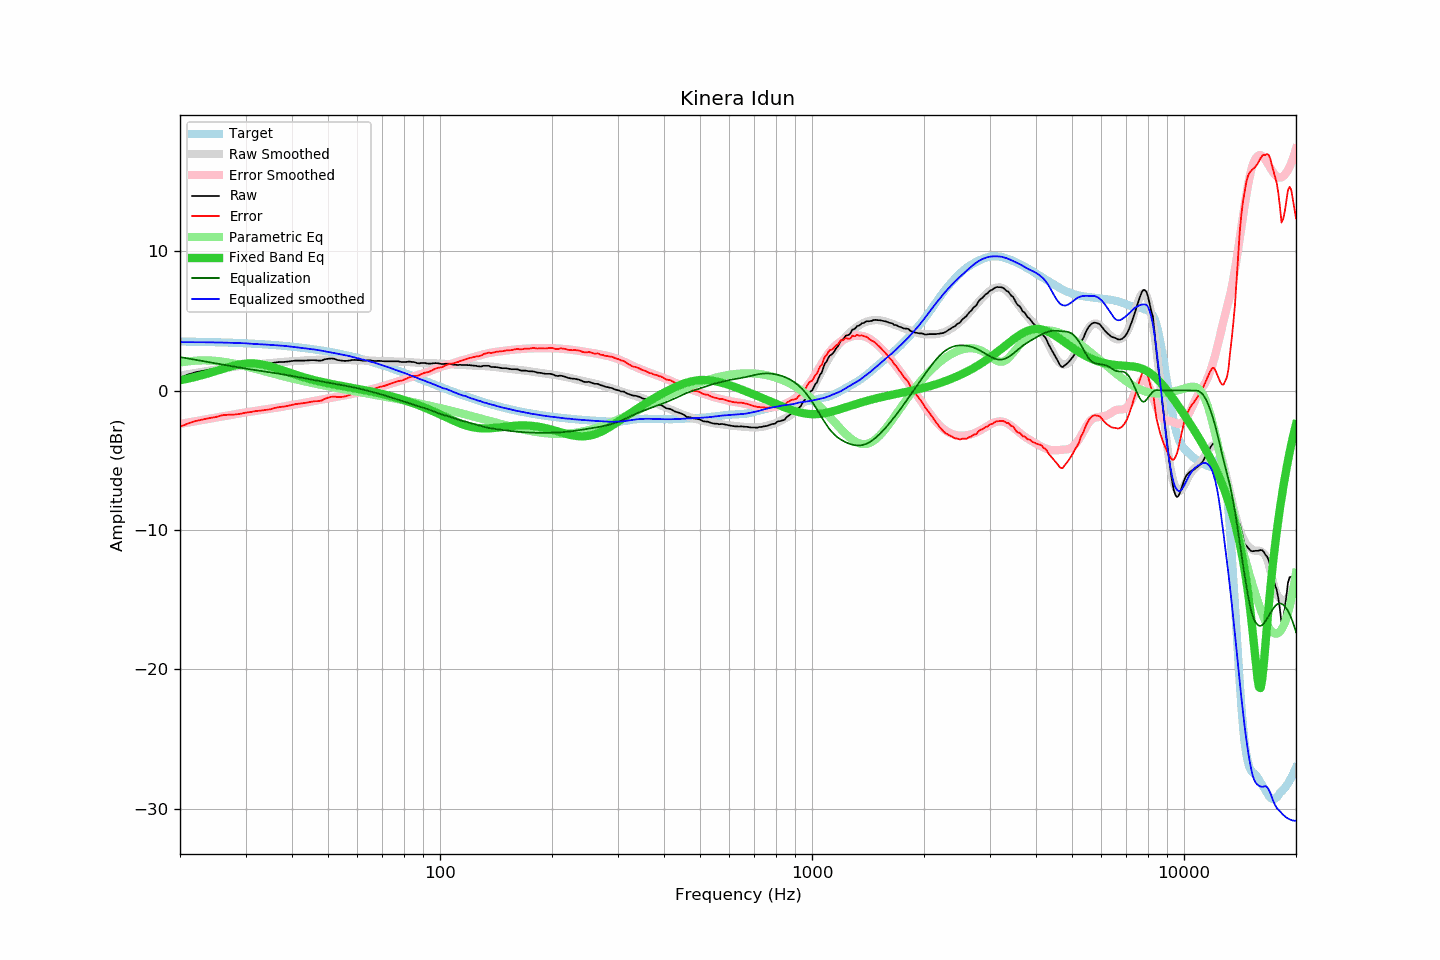 Kinera Idun
Target
Raw Smoothed
Error Smoothed
Raw
Error
Parametric Eq
Fixed Band Eq
Equalization
Equalized smoothed
10
0
−10
−20
−30
Amplitude (dBr)
100
1000
10000
Frequency (Hz)